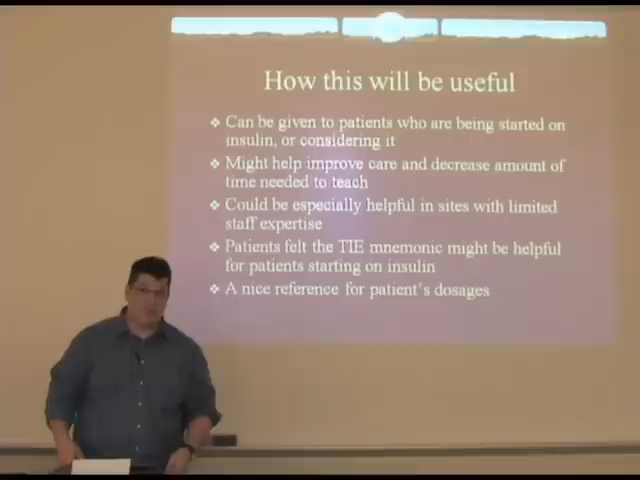 How this will be useful
❖ Can be given to patients who are being started on
insulin, or considering it
❖ Might help improve care and decrease amount of
time needed to teach
❖ Could be especially helpful in sites with limited
staff expertise
❖ Patients felt the TIE mnemonic might be helpful
for patients starting on insulin
❖ A nice reference for patient's dosages